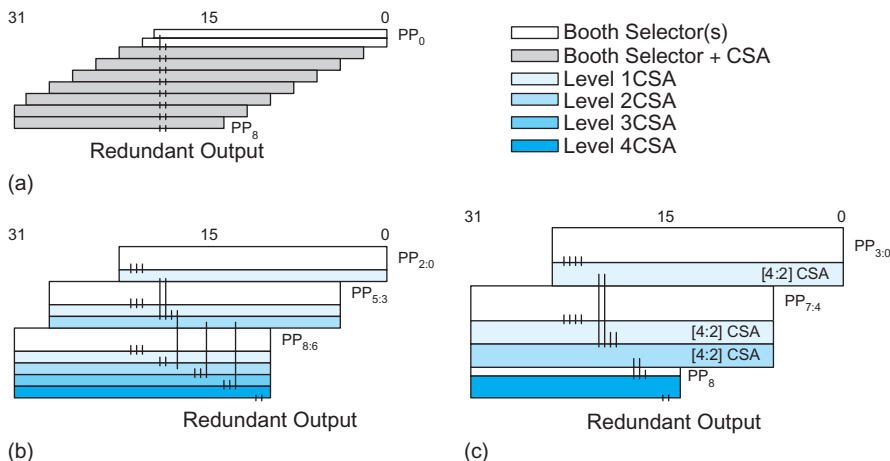 31 15 0
PP0
PP8
Redundant Output
(a)
Booth Selector(s)
Booth Selector + CSA
Level 1CSA
Level 2CSA
Level 3CSA
Level 4CSA
31 15 0
PP2:0
PP5:3
PP8:6
Redundant Output
(b)
31 15 0
PP3:0
[4:2] CSA
PP7:4
[4:2] CSA
[4:2] CSA
PP8
Redundant Output
(c)